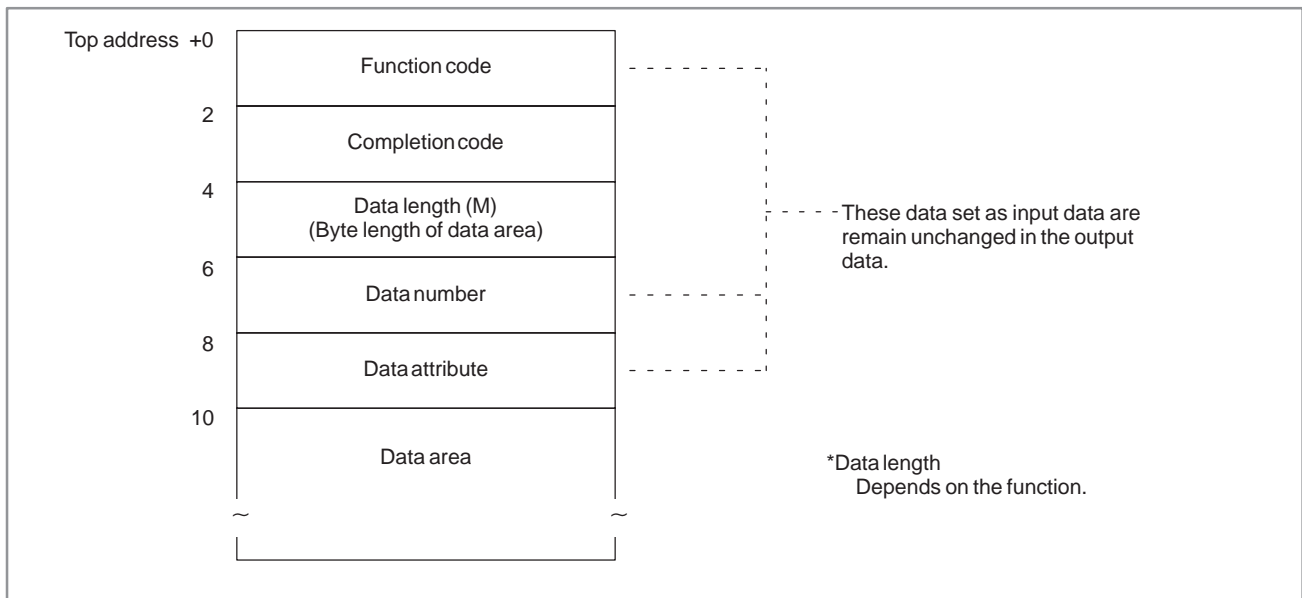 Top address +0
Function code
2
Completion code
4
Data length (M)
(Byte length of data area)
These data set as input data are
remain unchanged in the output
data.
6
Data number
8
Data attribute
10
Data area
*Data length
Depends on the function.
~ ~